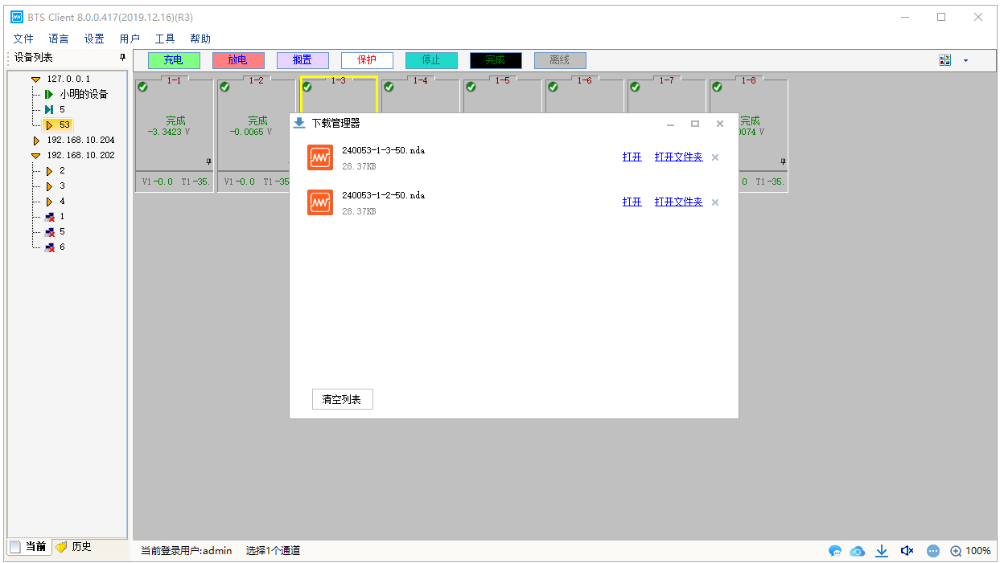 BTS Client 8.0.0.417(2019.12.16)(R3)
文件 语言 设置 用户 工具 帮助
设备列表
充电 放电 搁置 保护 停止 完成 离线
127.0.0.1
小明的设备
5
53
192.168.10.204
192.168.10.202
2
3
4
1
5
6
1-1 1-2 1-3 1-4 1-5 1-6 1-7 1-8
完成
-3.3423 V
V1-0.0 T1-35.
完成
-0.0065 V
V1-0.0 T1-35
完成
074 V
0 T1-35.
下载管理器
240053-1-3-50.nda
28.37KB
打开 打开文件夹
240053-1-2-50.nda
28.37KB
打开 打开文件夹
清空列表
当前 历史
当前登录用户:admin 选择1个通道
100%